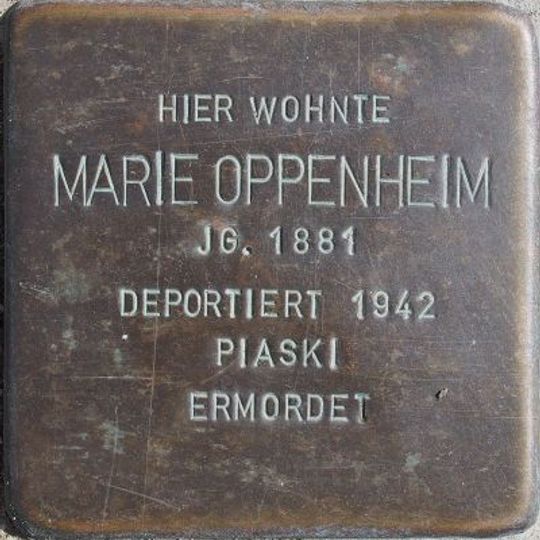 HIER WOHNTE
MARIE OPPENHEIM
JG. 1881
DEPORTIERT 1942
PIASKI
ERMORDET